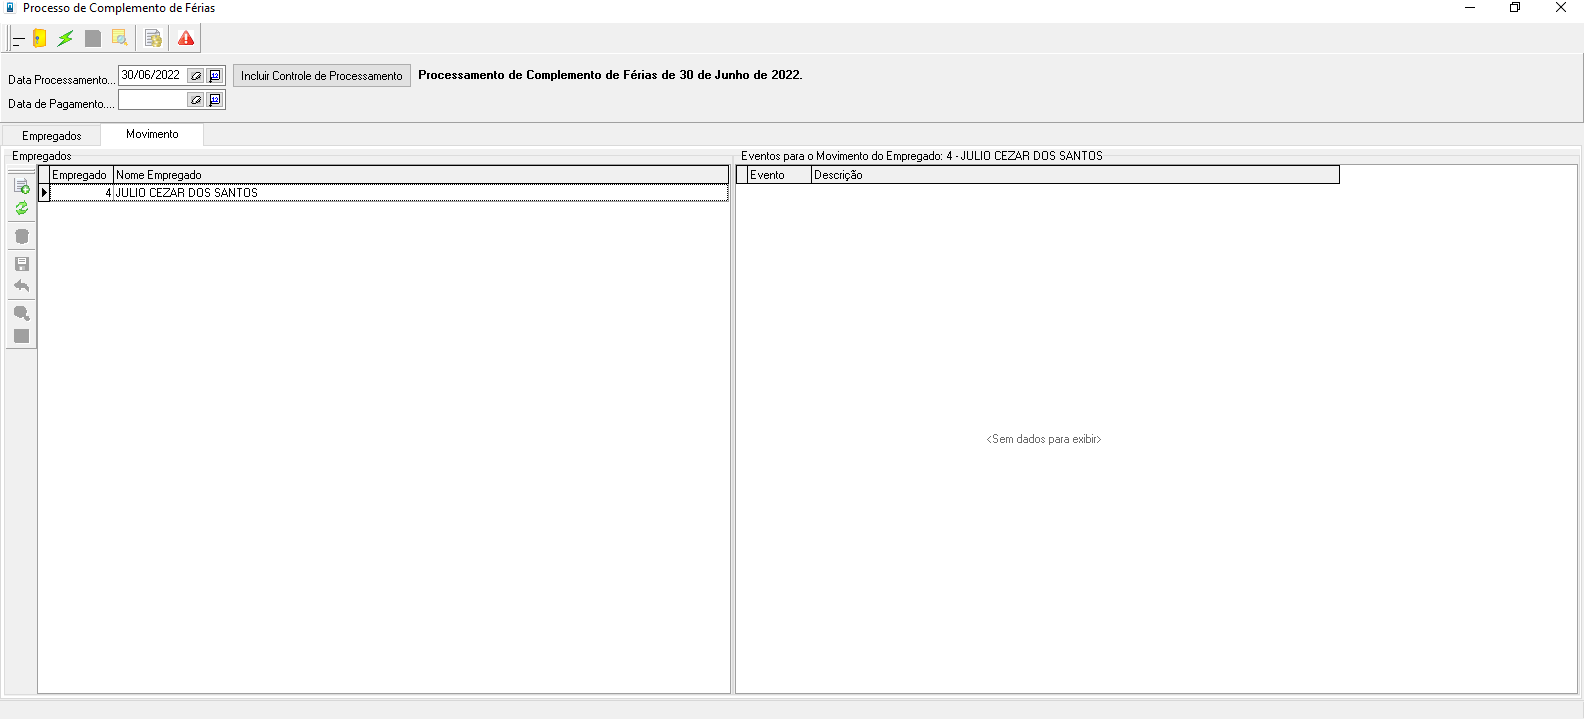 Processo de Complemento de Férias
Data Processamento... 30/06/2022 Incluir Controle de Processamento Processamento de Complemento de Férias de 30 de Junho de 2022.
Data de Pagamento....
Empregados Movimento
Empregados
Empregado Nome Empregado
4 JULIO CEZAR DOS SANTOS
Eventos para o Movimento do Empregado: 4 - JULIO CEZAR DOS SANTOS
Evento Descrição
<Sem dados para exibir>